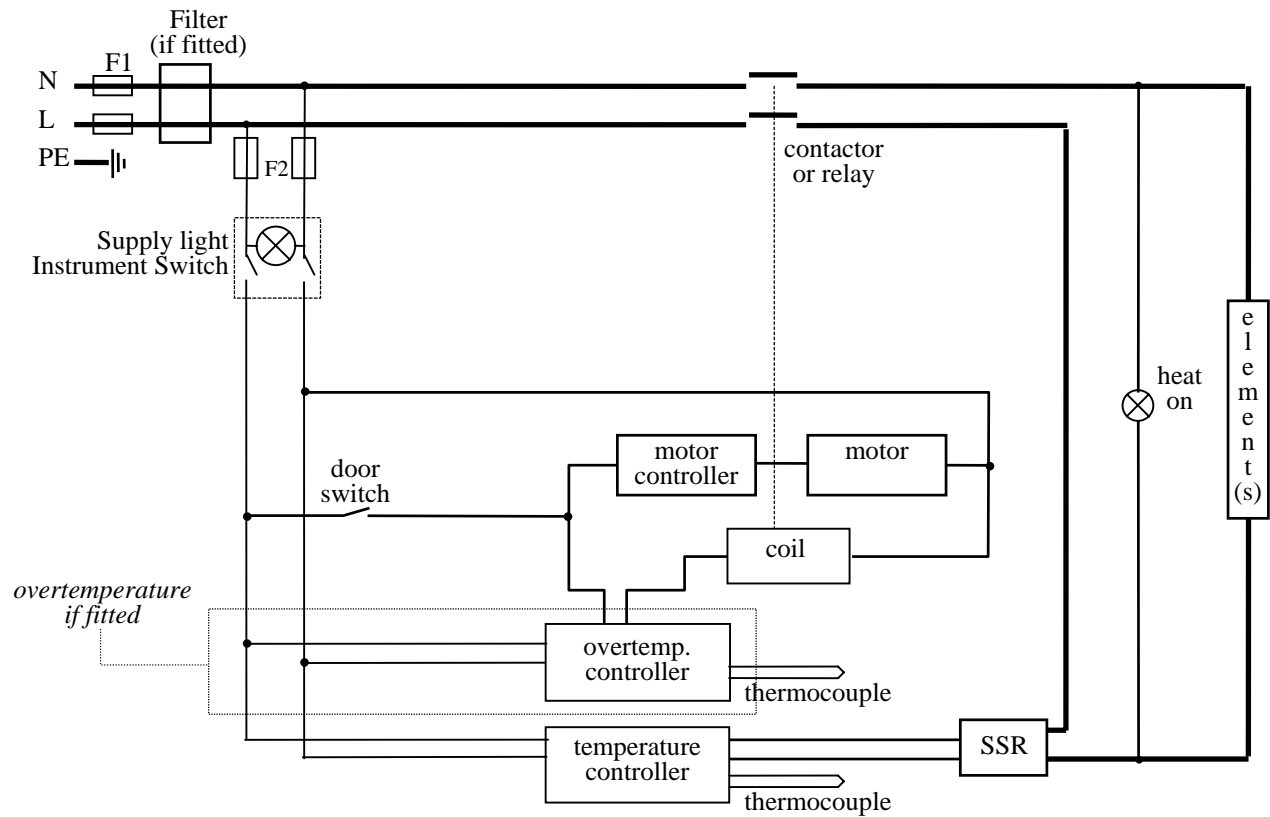 Filter
(if fitted)
F1
N
L
PE
F2
contactor
or relay
Supply light
Instrument Switch
heat
on
element(s)
motor
controller
motor
door
switch
coil
overtemperature
if fitted
overtemp.
controller
thermocouple
temperature
controller
SSR
thermocouple